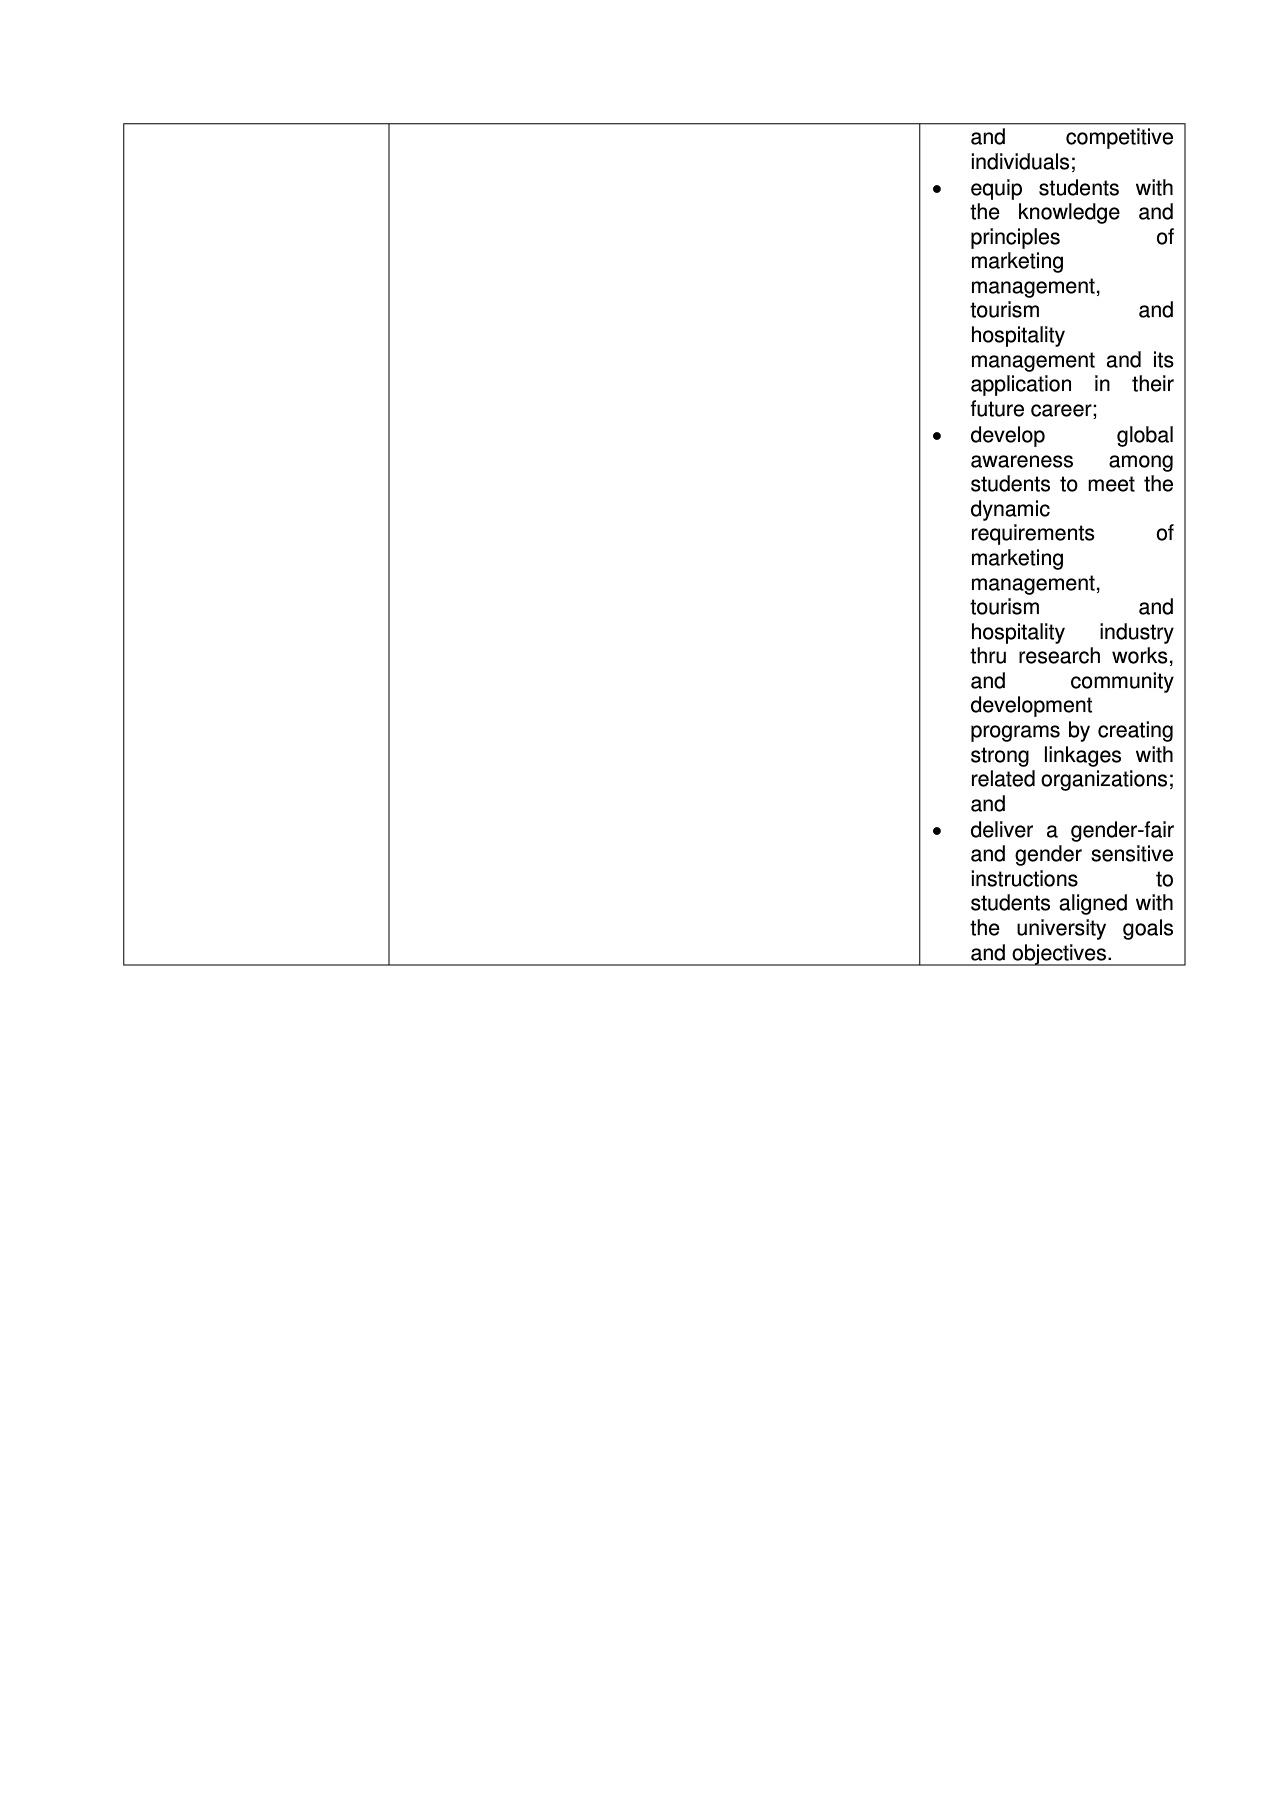 and competitive
individuals;
• equip students with
the knowledge and
principles of
marketing
management,
tourism and
hospitality
management and its
application in their
future career;
• develop global
awareness among
students to meet the
dynamic
requirements of
marketing
management,
tourism and
hospitality industry
thru research works,
and community
development
programs by creating
strong linkages with
related organizations;
and
• deliver a gender-fair
and gender sensitive
instructions to
students aligned with
the university goals
and objectives.